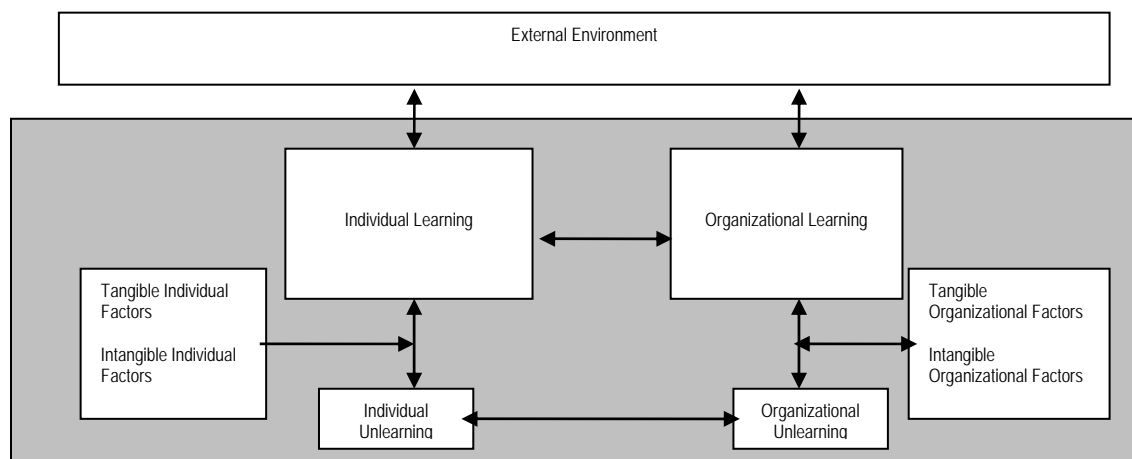 External Environment
Individual Learning
Organizational Learning
Tangible Individual
Factors
Intangible Individual
Factors
Tangible
Organizational Factors
Intangible
Organizational Factors
Individual
Unlearning
Organizational
Unlearning